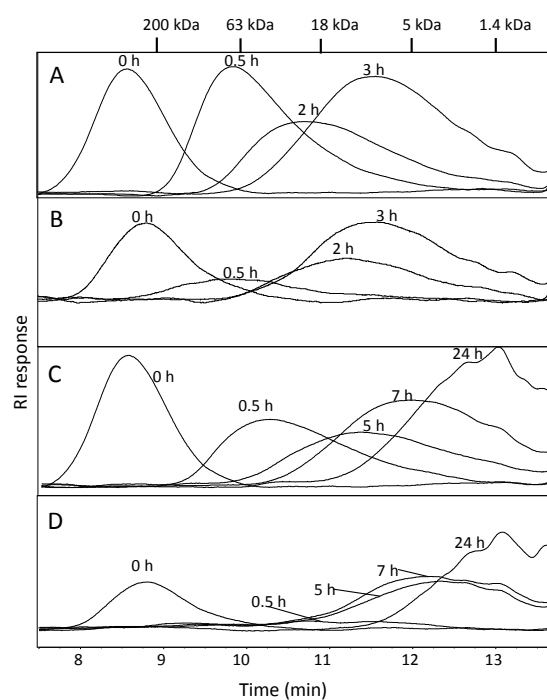 200 kDa 63 kDa 18 kDa 5 kDa 1.4 kDa
A
0 h
0.5 h
2 h
3 h
B
0 h
0.5 h
2 h
3 h
C
0 h
0.5 h
5 h
7 h
24 h
D
0 h
0.5 h
5 h
7 h
24 h
RI response
8 9 10 11 12 13
Time (min)